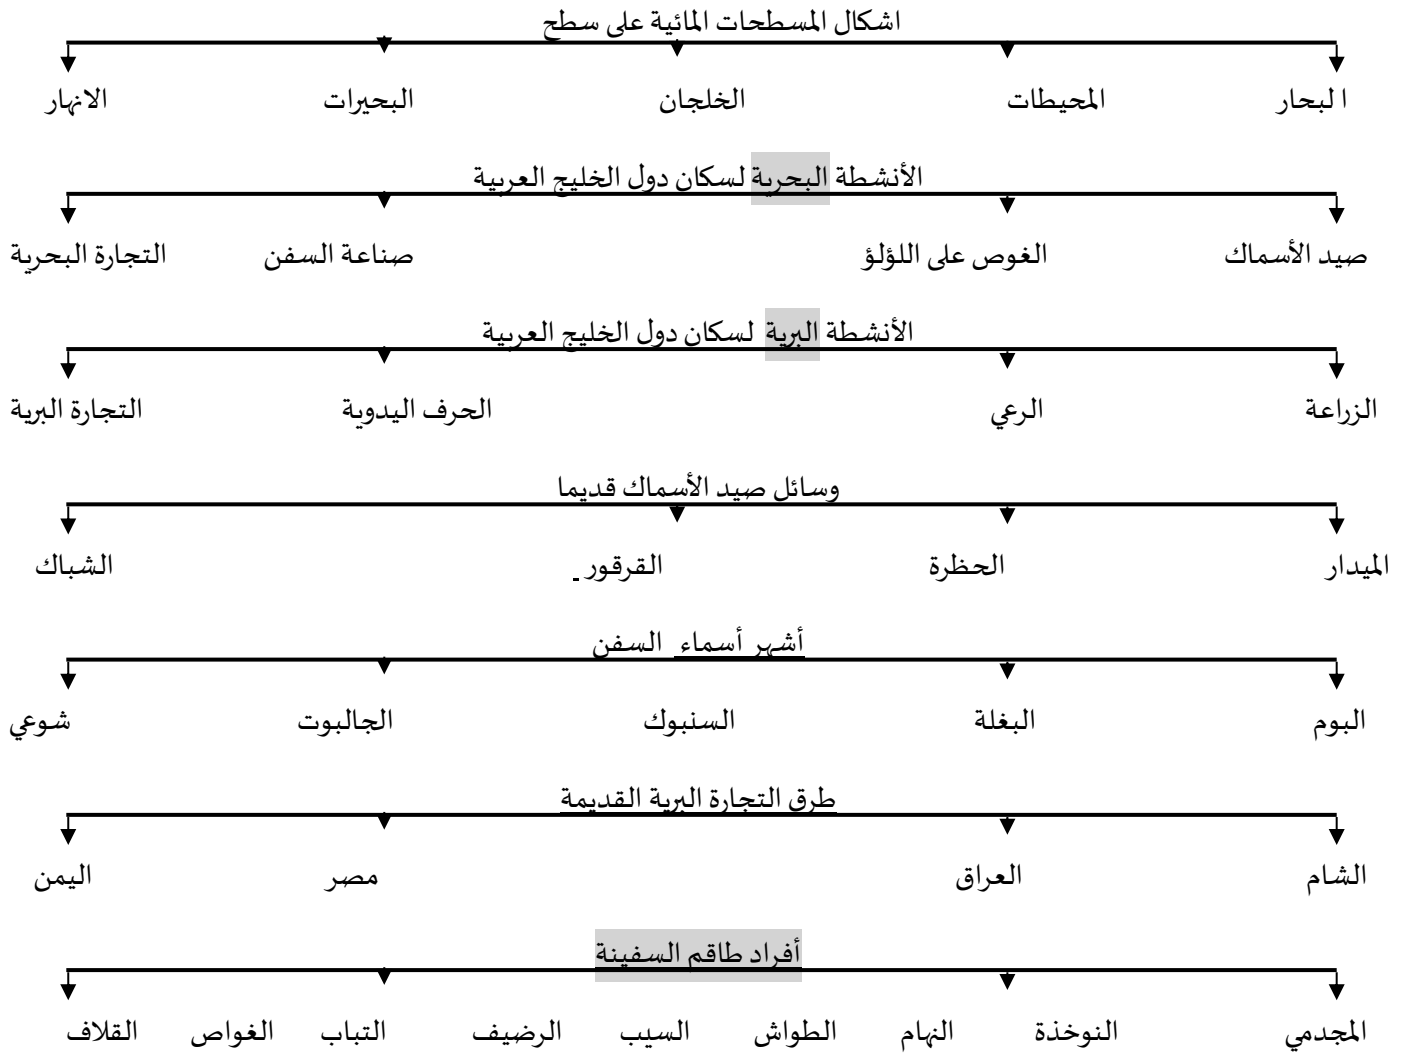 اشكال المسطحات المائية على سطح
ا لبحار المحيطات الخلجان البحيرات الانهار
الأنشطة البحرية لسكان دول الخليج العربية
صيد الأسماك الغوص على اللؤلؤ صناعة السفن التجارة البحرية
الأنشطة البرية لسكان دول الخليج العربية
الزراعة الرعي الحرف اليدوية التجارة البرية
وسائل صيد الأسماك قديما
الميدار الحظرة القرقور الشباك
أشهر أسماء السفن
البوم البغلة السنبوك الجالبوت شوعي
طرق التجارة البرية القديمة
الشام العراق مصر اليمن
أفراد طاقم السفينة
المجدمي النوخذة النهام الطواش السيب الرضيف التباب الغواص القلاف